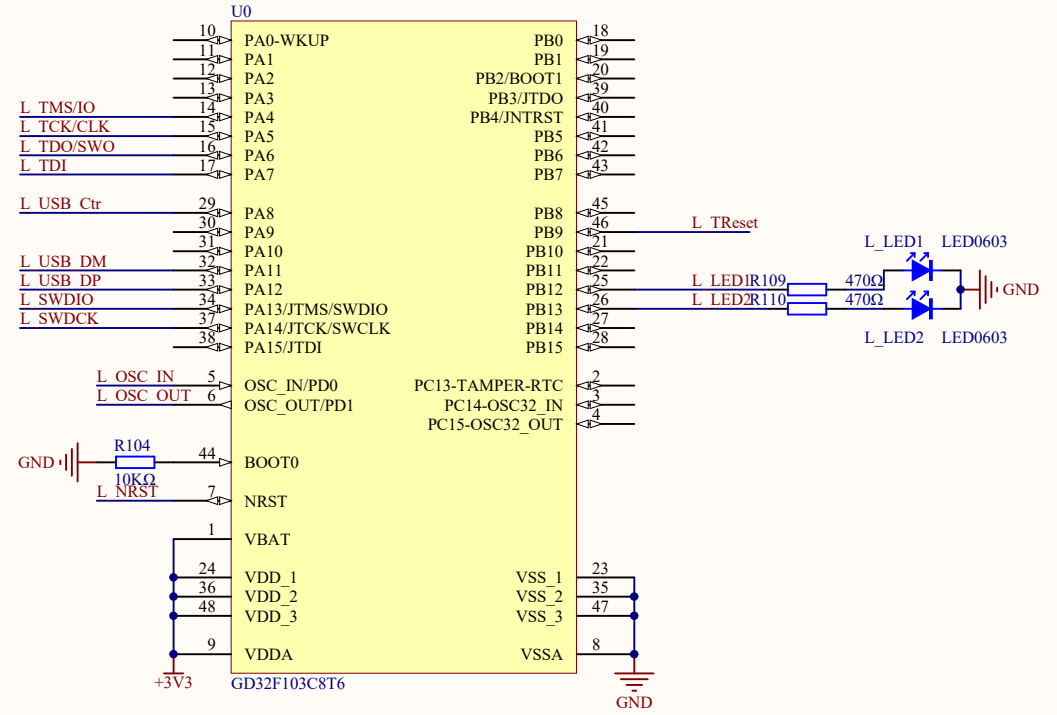 U0
10 PA0-WKUP PB0 18
11 PA1 PB1 19
12 PA2 PB2/BOOT1 20
13 PA3 PB3/JTDO 39
L_TMS/IO 14 PA4 PB4/JNTRST 40
L_TCK/CLK 15 PA5 PB5 41
L_TDO/SWO 16 PA6 PB6 42
L_TDI 17 PA7 PB7 43
L_USB_Ctr 29 PA8 PB8 45
30 PA9 PB9 46 L_TReset
31 PA10 PB10 21 L_LED1 LED0603
L_USB_DM 32 PA11 PB11 22
L_USB_DP 33 PA12 PB12 25 L_LED1 R109 470Ω GND
L_SWDIO 34 PA13/JTMS/SWDIO PB13 26 L_LED2 R110 470Ω
L_SWDCK 37 PA14/JTCK/SWCLK PB14 27
38 PA15/JTDI PB15 28 L_LED2 LED0603
L_OSC_IN 5 OSC_IN/PD0 PC13-TAMPER-RTC 2
L_OSC_OUT 6 OSC_OUT/PD1 PC14-OSC32_IN 3
PC15-OSC32_OUT 4
R104
GND 44 BOOT0
10KΩ
L_NRST 7 NRST
1 VBAT
24 VDD_1 VSS_1 23
36 VDD_2 VSS_2 35
48 VDD_3 VSS_3 47
9 VDDA VSSA 8
+3V3 GD32F103C8T6
GND